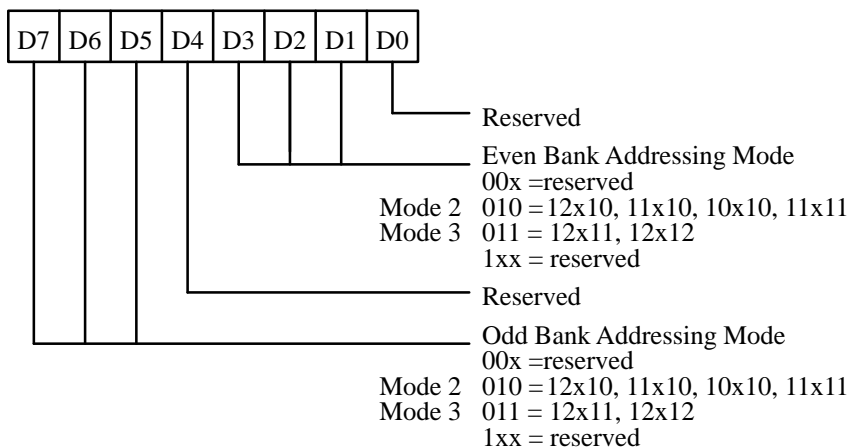 D7 D6 D5 D4 D3 D2 D1 D0
Reserved
Even Bank Addressing Mode
00x =reserved
Mode 2 010 =12x10, 11x10, 10x10, 11x11
Mode 3 011 = 12x11, 12x12
1xx = reserved
Reserved
Odd Bank Addressing Mode
00x =reserved
Mode 2 010 =12x10, 11x10, 10x10, 11x11
Mode 3 011 = 12x11, 12x12
1xx = reserved